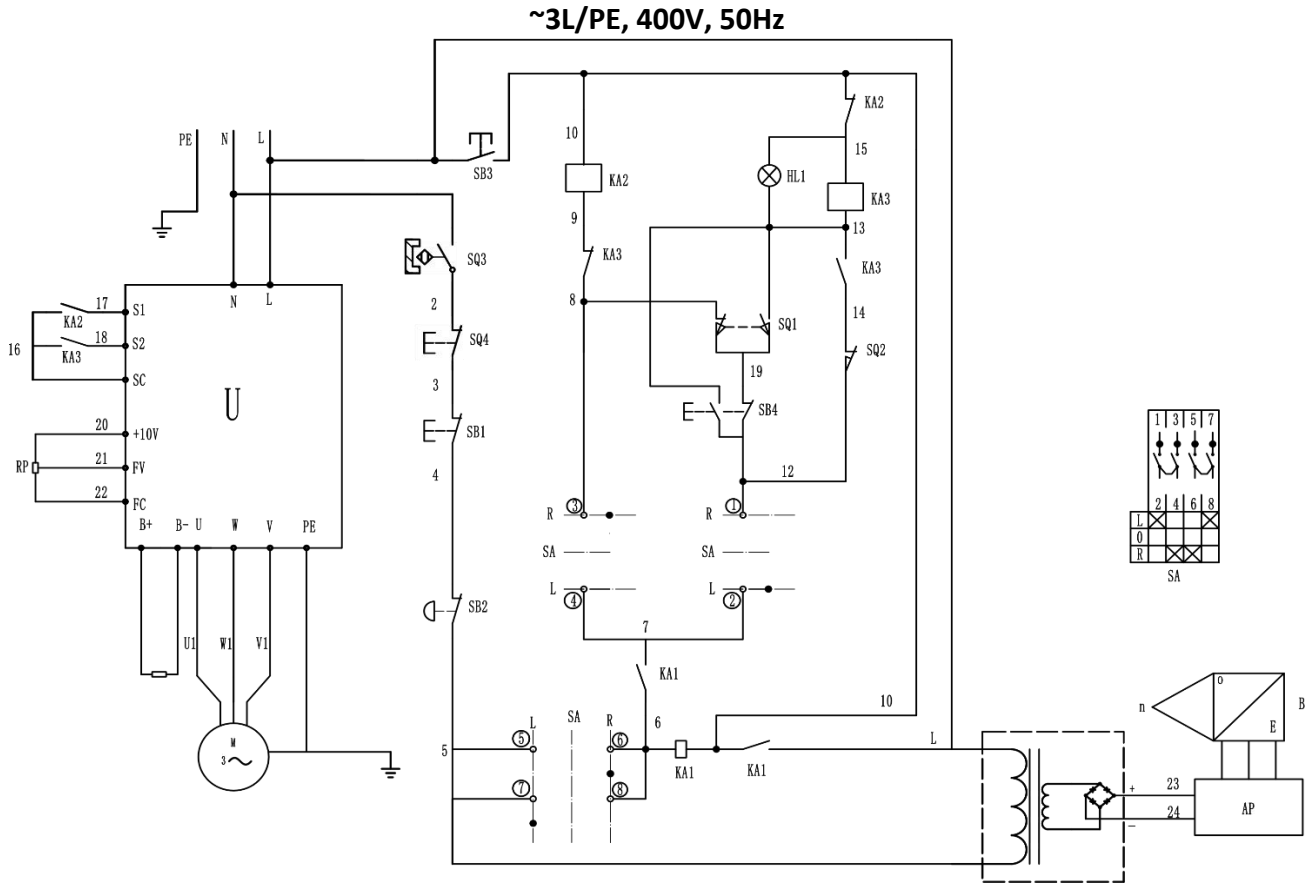 ~3L/PE, 400V, 50Hz
KA2
PE N L
10 15
SB3 KA2 HL1 KA3
9 13
SQ3 KA3 KA3
N L 2 8 14
17 S1 SQ1
KA2 SQ4 SQ2
16 18 S2
KA3 19
SC 3
U SB4
20 +10V SB1 1 3 5 7
RP 21 FV
22 FC 4 12
B+ B- U W V PE R 3 R 1 2 4 6 8
L
SA SA 0
R
L 4 L 2 SA
SB2
U1 W1 V1 7
KA1
n o B
10 E
L SA R 6
M 5 5 6 L
3 KA1 KA1
7 8 + 23
24 AP
−